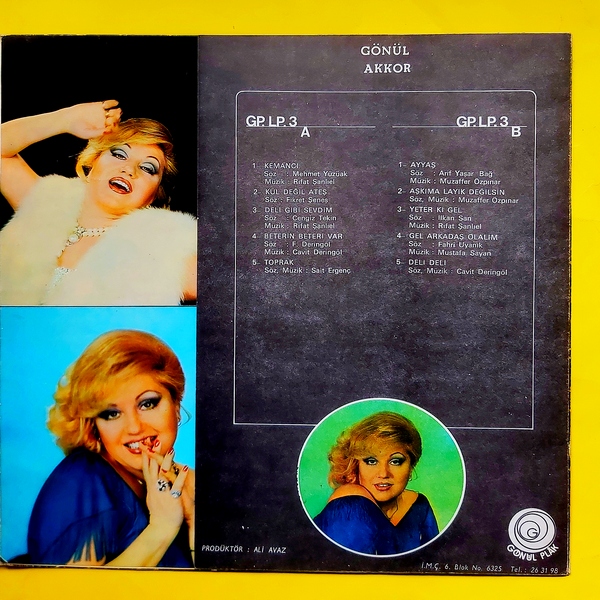 GÖNÜL
AKKOR
GP. LP. 3
A
1- KEMANCI
Söz : Mehmet Yüzüak
Müzik : Rifat Şanlıel
2- KÜL DEĞİL ATEŞ
Söz : Fikret Şeneş
3- DELİ GİBİ SEVDİM
Söz : Cengiz Tekin
Müzik : Rifat Şanlıel
4- BETERİN BETERİ VAR
Söz : F. Deringöl
Müzik : Cavit Deringöl
5- TOPRAK
Söz, Müzik : Sait Ergenç
GP. LP. 3
B
1- AYYAŞ
Söz : Arif Yaşar Bağ
Müzik : Muzaffer Özpınar
2- AŞKIMA LAYIK DEĞİLSİN
Söz, Müzik : Muzaffer Özpınar
3- YETER Kİ GEL
Söz : İlkan San
Müzik : Rifat Şanlıel
4- GEL ARKADAŞ OLALIM
Söz : Fahri Uyanık
Müzik : Mustafa Sayan
5- DELİ DELİ
Söz, Müzik : Cavit Deringöl
PRODÜKTÖR : ALİ AVAZ
G
GÖNÜL PLAK
İ.M.Ç. 6. Blok No. 6325 Tel. : 26 31 98